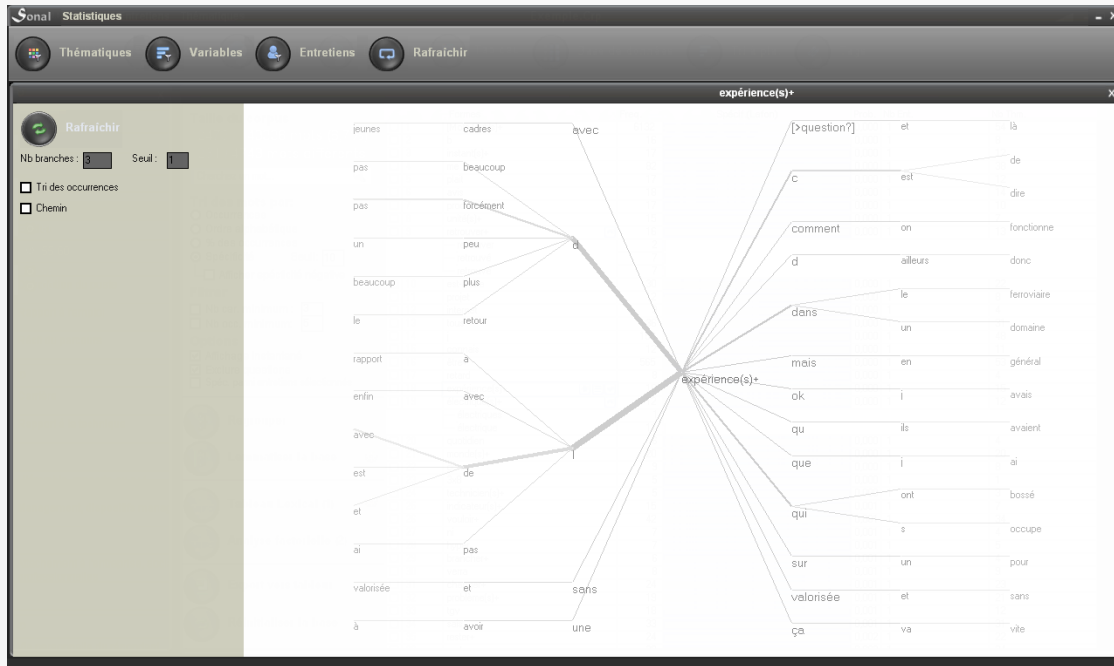 Sonal Statistiques
Thématiques Variables Entretiens Rafraîchir
expérience(s)+
Rafraîchir
Nb branches : 3 Seuil : 1
Tri des occurrences
Chemin
jeunes cadres avec
pas beaucoup
pas forcément
d
un peu
beaucoup plus
le retour
rapport a
enfin avec
l
avec
est de
et
ai pas
valorisée et sans
à avoir une
expérience(s)+
[>question?] et là
c est de
dire
comment on fonctionne
d ailleurs donc
dans le ferroviaire
un domaine
mais en général
ok j avais
qu ils avaient
que j ai
qui ont bossé
s occupe
sur un pour
valorisée et sans
ça va vite